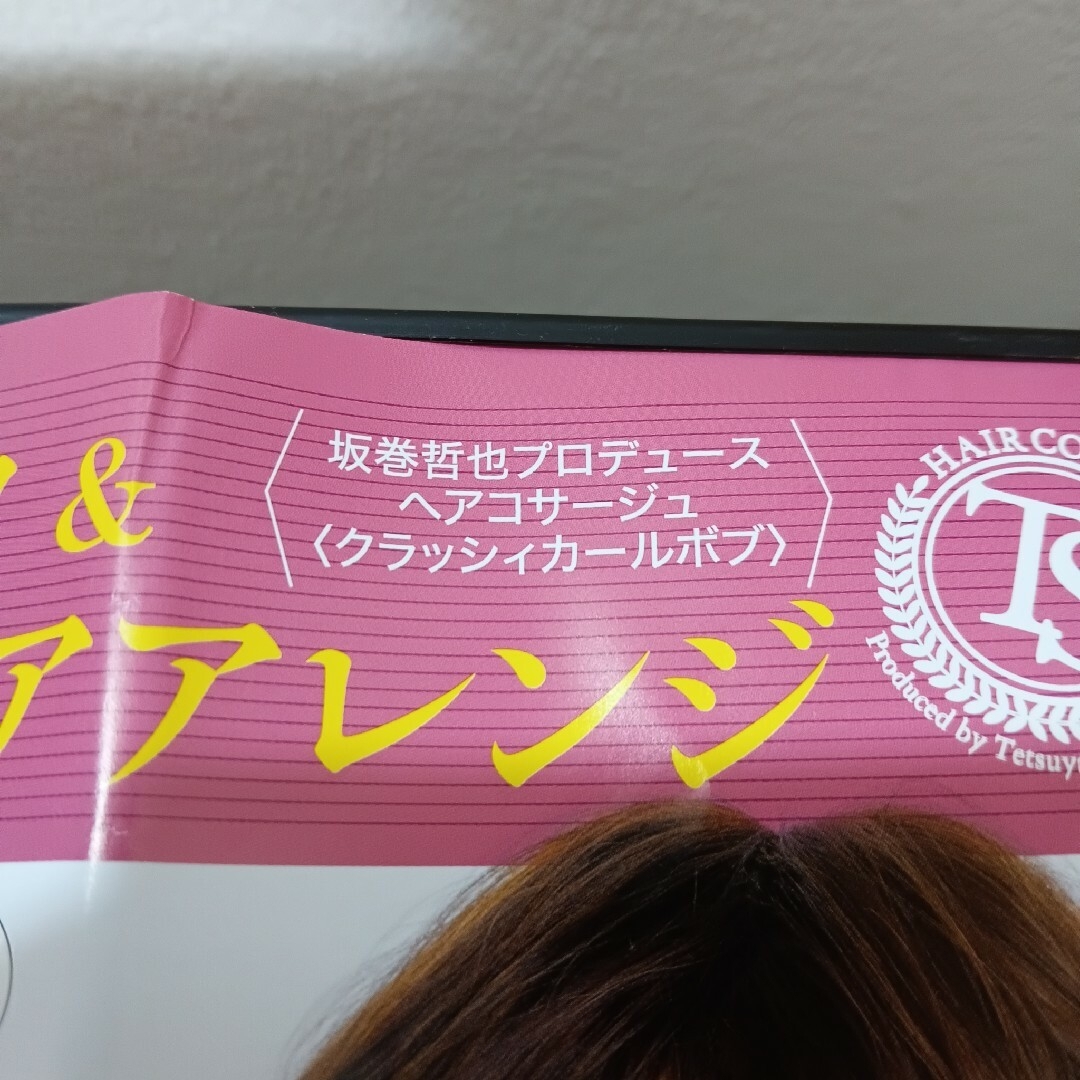 &
坂巻哲也プロデュース
ヘアコサージュ
〈クラッシィカールボブ〉
アアレンジ
HAIR CO
TS
Produced by Tetsuy